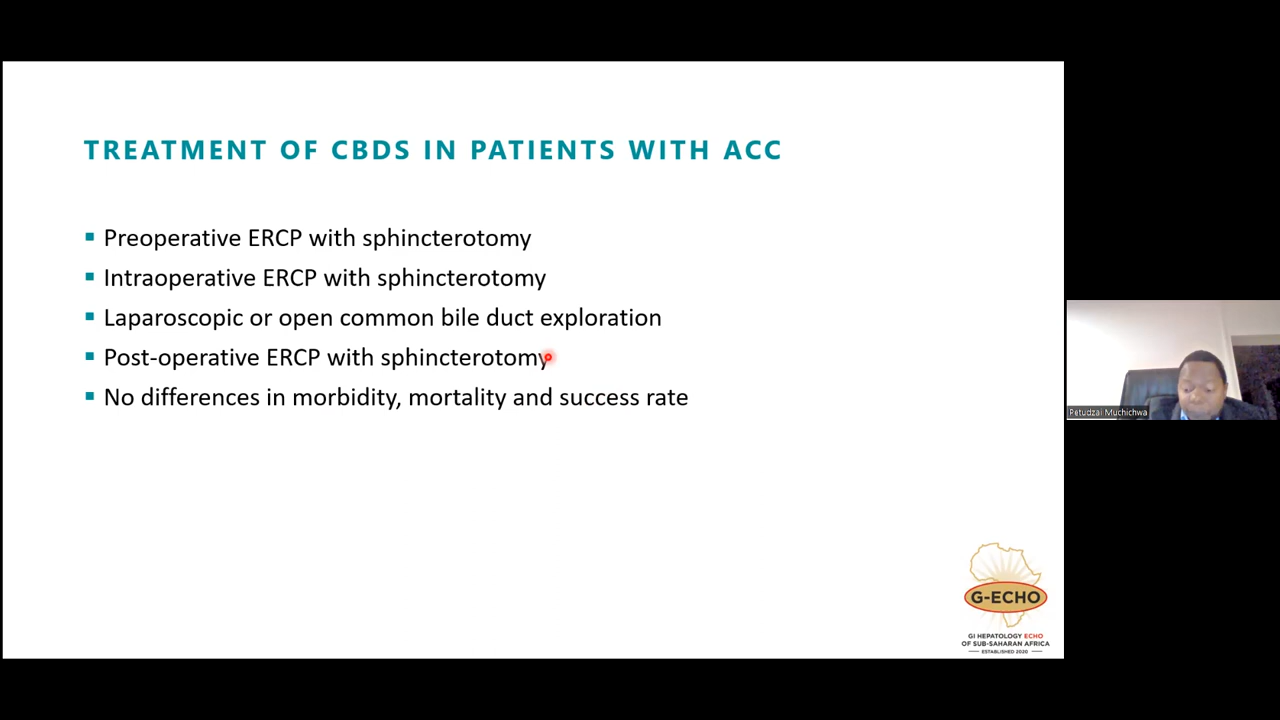 TREATMENT OF CBDS IN PATIENTS WITH ACC
Preoperative ERCP with sphincterotomy
Intraoperative ERCP with sphincterotomy
Laparoscopic or open common bile duct exploration
Post-operative ERCP with sphincterotomy
No differences in morbidity, mortality and success rate
Petudzai Muchichwa
G-ECHO
GI HEPATOLOGY ECHO
OF SUB-SAHARAN AFRICA
ESTABLISHED 2020